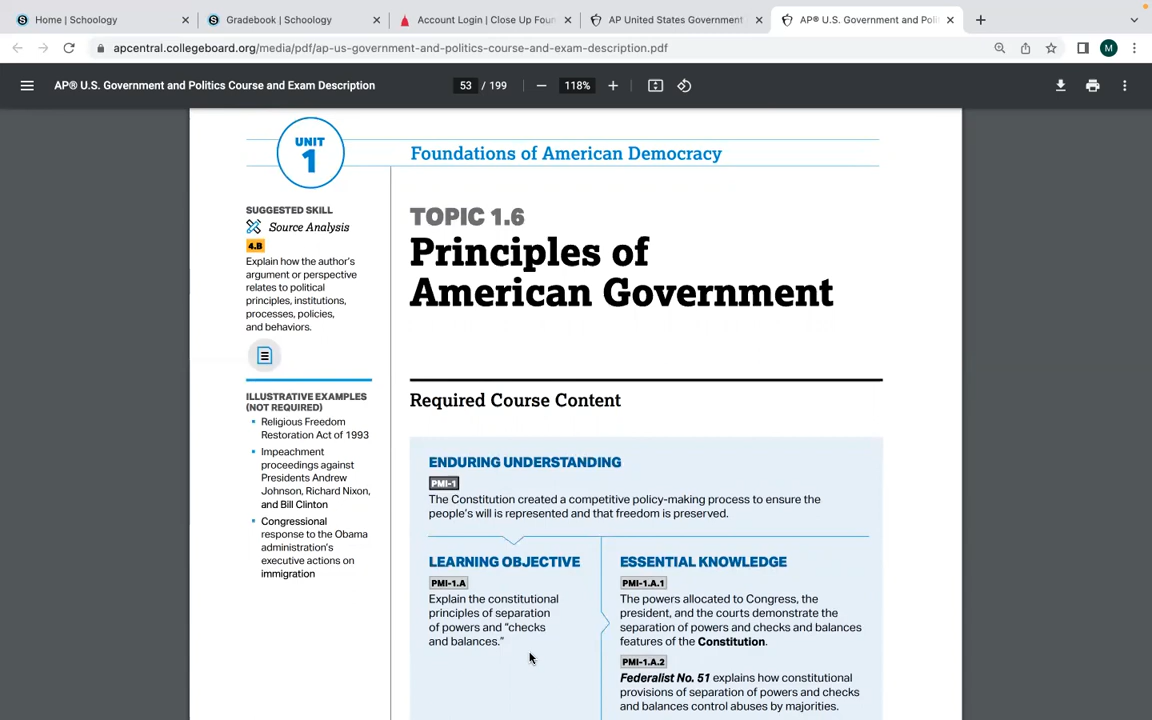 Home | Schoology
Gradebook | Schoology
Account Login | Close Up Foun
AP United States Government
AP® U.S. Government and Poli
apcentral.collegeboard.org/media/pdf/ap-us-government-and-politics-course-and-exam-description.pdf
M
AP® U.S. Government and Politics Course and Exam Description
53 / 199
118%
UNIT
1
Foundations of American Democracy
SUGGESTED SKILL
Source Analysis
4.B
Explain how the author's
argument or perspective
relates to political
principles, institutions,
processes, policies,
and behaviors.
ILLUSTRATIVE EXAMPLES
(NOT REQUIRED)
▪ Religious Freedom
Restoration Act of 1993
▪ Impeachment
proceedings against
Presidents Andrew
Johnson, Richard Nixon,
and Bill Clinton
▪ Congressional
response to the Obama
administration's
executive actions on
immigration
TOPIC 1.6
Principles of
American Government
Required Course Content
ENDURING UNDERSTANDING
PMI-1
The Constitution created a competitive policy-making process to ensure the
people's will is represented and that freedom is preserved.
LEARNING OBJECTIVE
PMI-1.A
Explain the constitutional
principles of separation
of powers and "checks
and balances."
ESSENTIAL KNOWLEDGE
PMI-1.A.1
The powers allocated to Congress, the
president, and the courts demonstrate the
separation of powers and checks and balances
features of the Constitution.
PMI-1.A.2
Federalist No. 51 explains how constitutional
provisions of separation of powers and checks
and balances control abuses by majorities.